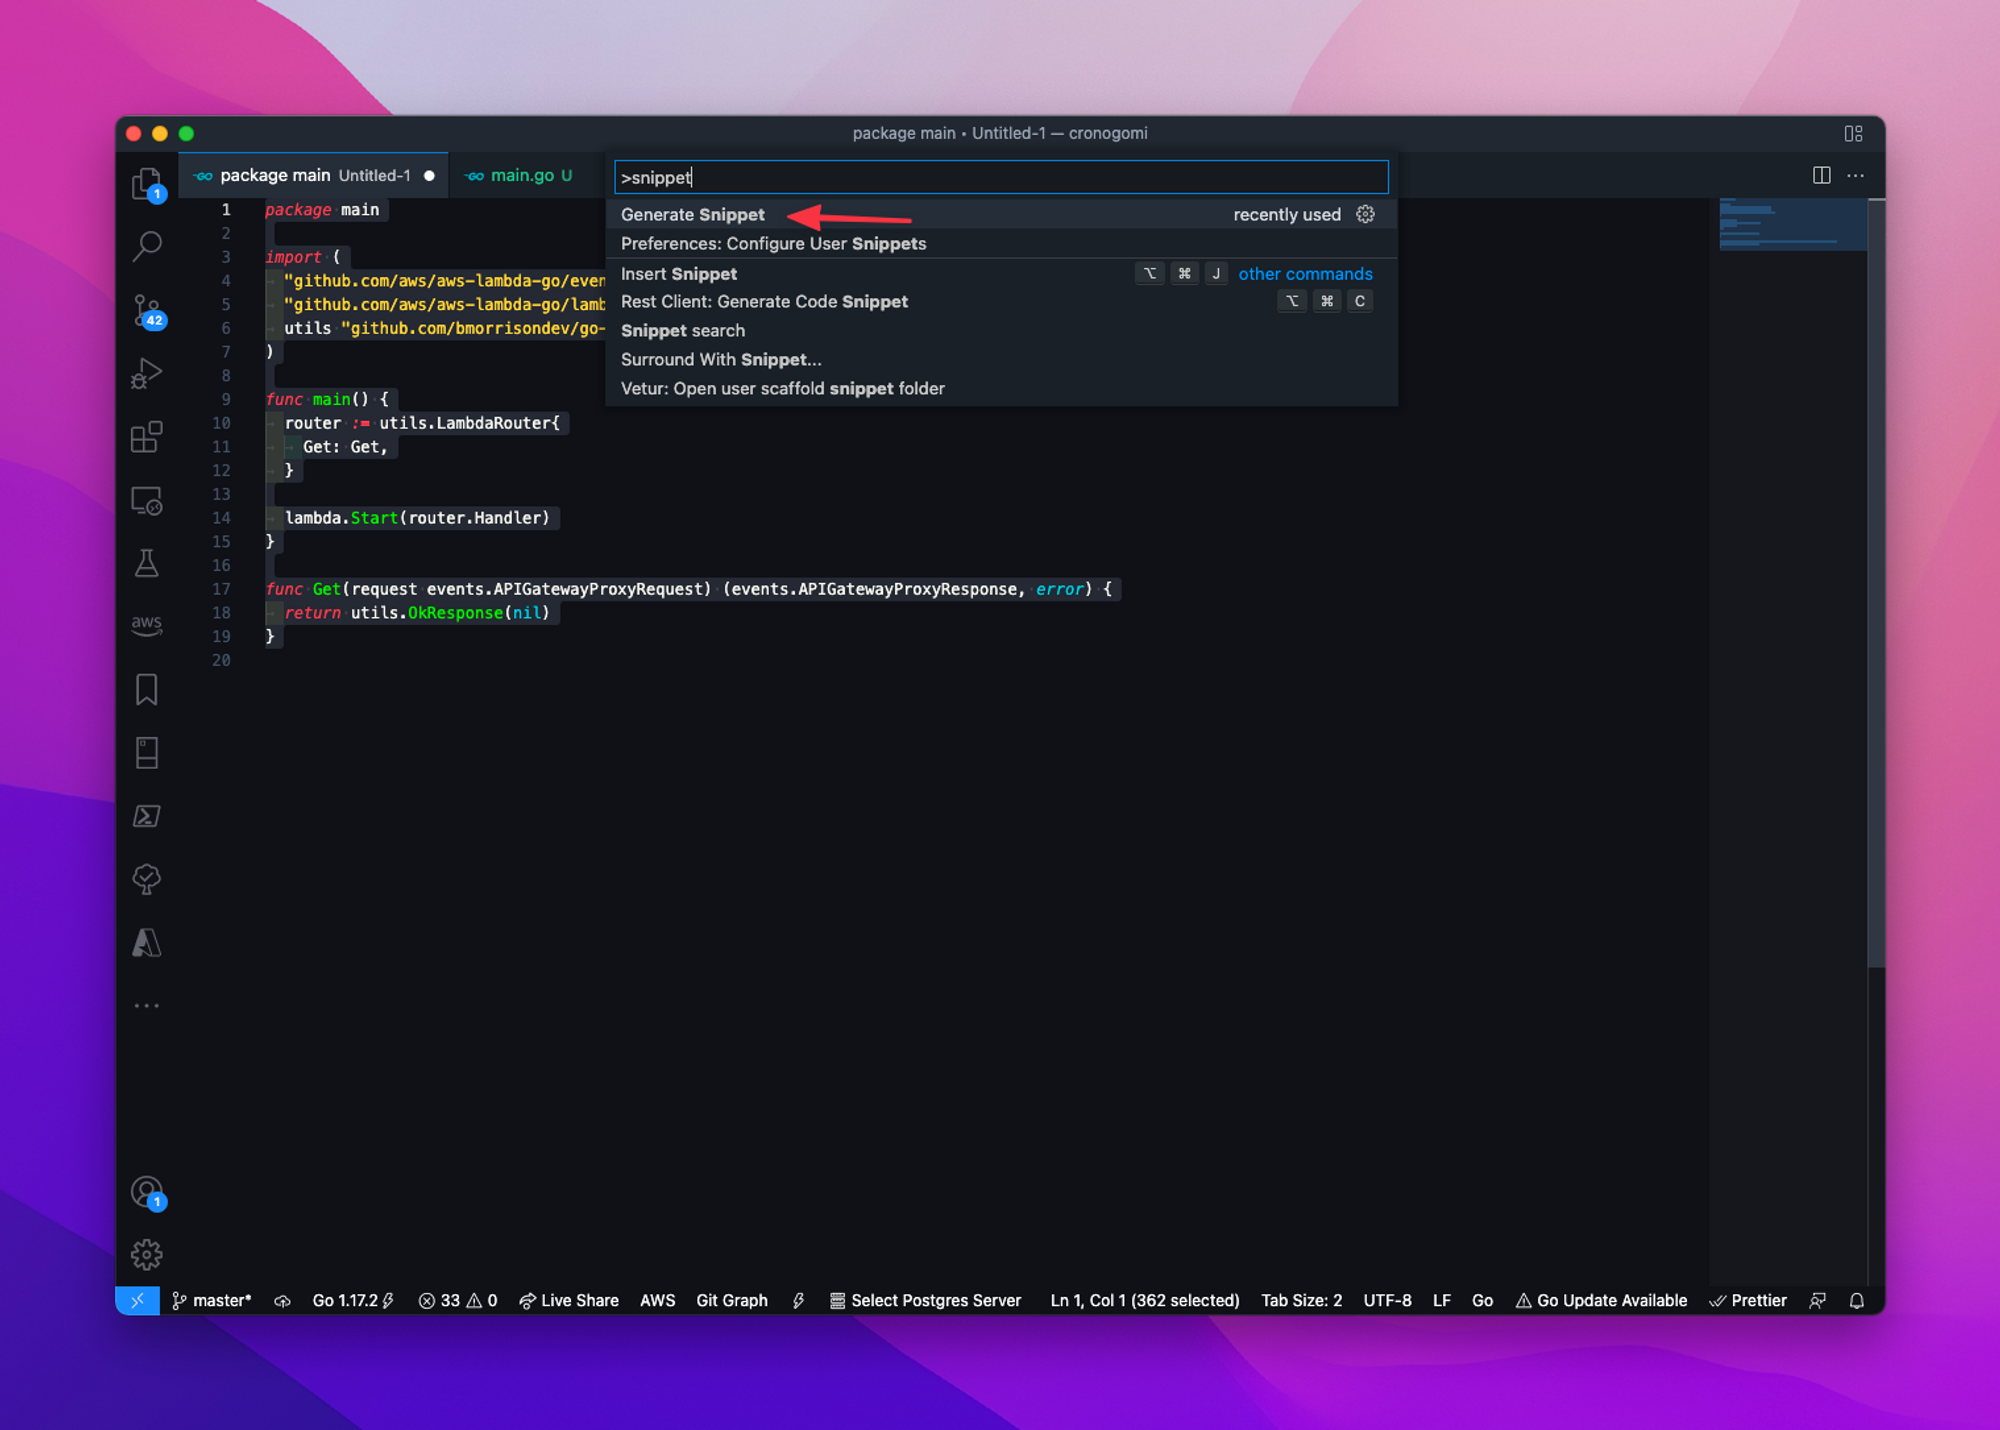 package main • Untitled-1 — cronogomi
GO package main Untitled-1
GO main.go U
>snippet
Generate Snippet
recently used
Preferences: Configure User Snippets
Insert Snippet
⌥ ⌘ J other commands
Rest Client: Generate Code Snippet
⌥ ⌘ C
Snippet search
Surround With Snippet...
Vetur: Open user scaffold snippet folder
1
42
aws
1
1 package main
2
3 import (
4 "github.com/aws/aws-lambda-go/even
5 "github.com/aws/aws-lambda-go/lamb
6 utils "github.com/bmorrisondev/go-
7 )
8
9 func main() {
10 router := utils.LambdaRouter{
11 Get: Get,
12 }
13
14 lambda.Start(router.Handler)
15 }
16
17 func Get(request events.APIGatewayProxyRequest) (events.APIGatewayProxyResponse, error) {
18 return utils.OkResponse(nil)
19 }
20
master* Go 1.17.2 33 0 Live Share AWS Git Graph Select Postgres Server Ln 1, Col 1 (362 selected) Tab Size: 2 UTF-8 LF Go Go Update Available Prettier